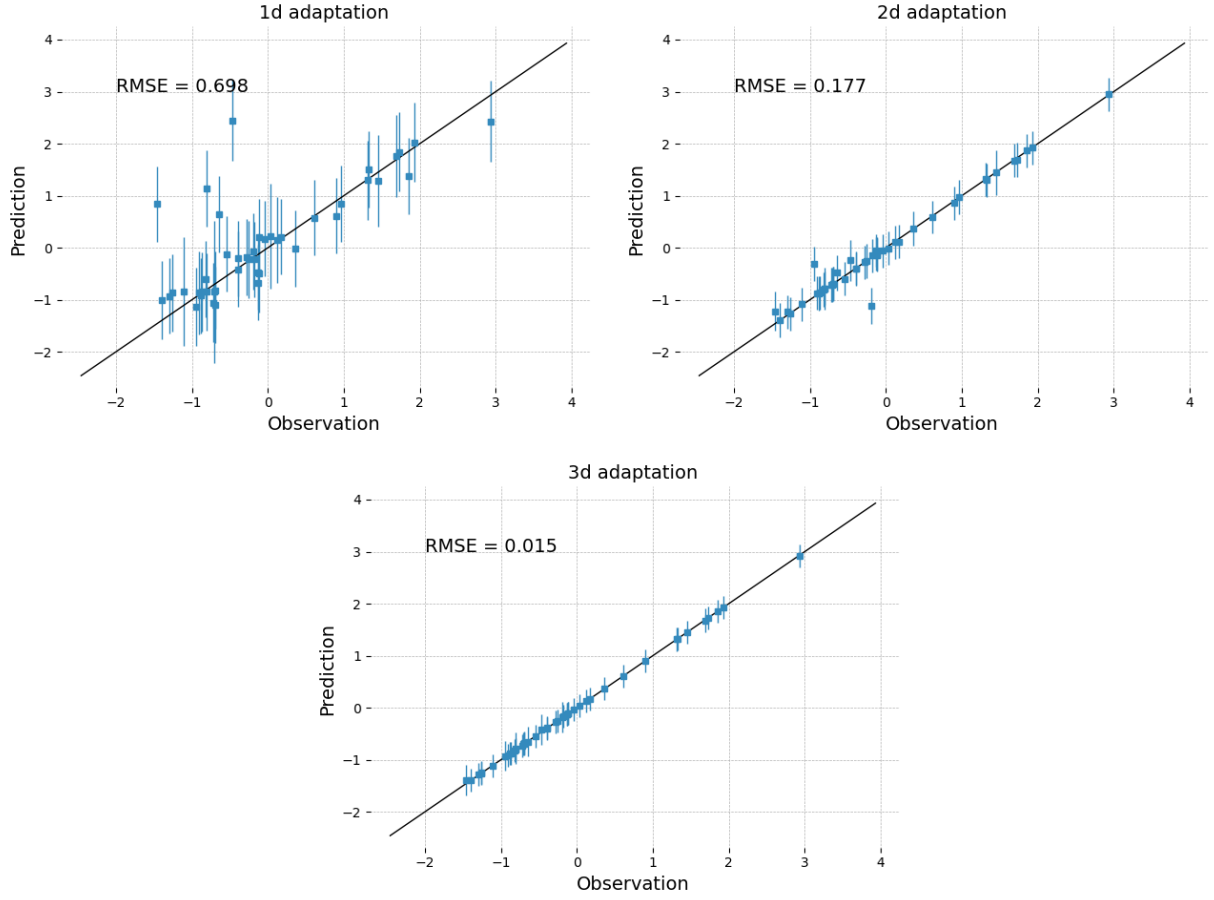 1d adaptation
4
3
2
1
0
−1
−2
Prediction
RMSE = 0.698
−2 −1 0 1 2 3 4
Observation
2d adaptation
4
3
2
1
0
−1
−2
Prediction
RMSE = 0.177
−2 −1 0 1 2 3 4
Observation
3d adaptation
4
3
2
1
0
−1
−2
Prediction
RMSE = 0.015
−2 −1 0 1 2 3 4
Observation